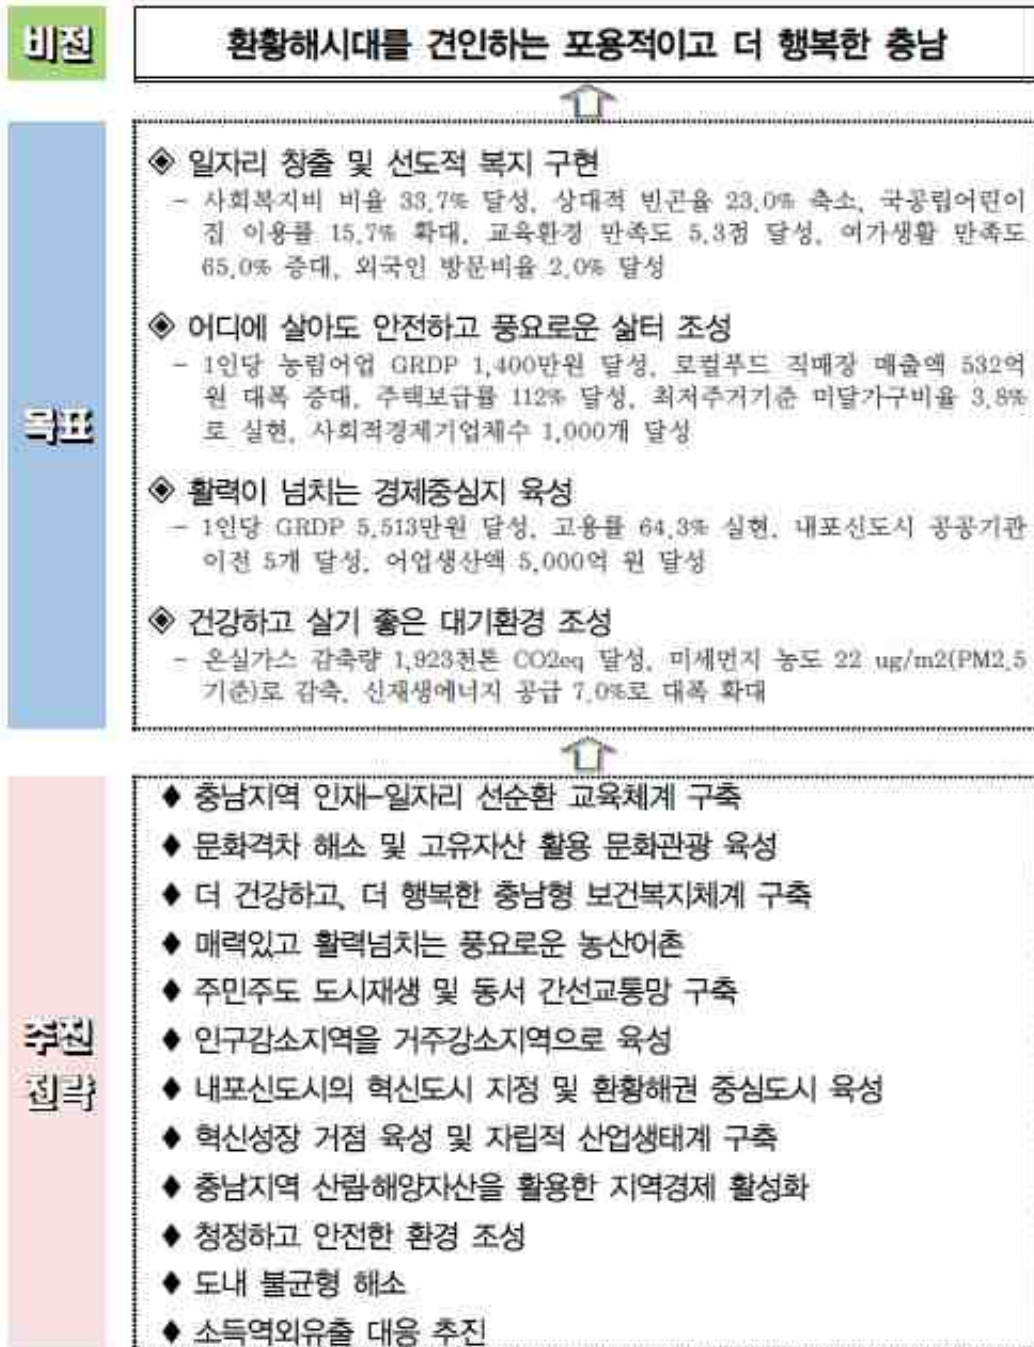 비전
환황해시대를 견인하는 포용적이고 더 행복한 충남
목표
◈ 일자리 창출 및 선도적 복지 구현
- 사회복지비 비율 33.7% 달성, 상대적 빈곤율 23.0% 축소, 국공립어린이
집 이용률 15.7% 확대, 교육환경 만족도 5.3점 달성, 여가생활 만족도
65.0% 증대, 외국인 방문비율 2.0% 달성
◈ 어디에 살아도 안전하고 풍요로운 삶터 조성
- 1인당 농림어업 GRDP 1,400만원 달성, 로컬푸드 직매장 매출액 532억
원 대폭 증대, 주택보급률 112% 달성, 최저주거기준 미달가구비율 3.8%
로 실현, 사회적경제기업체수 1,000개 달성
◈ 활력이 넘치는 경제중심지 육성
- 1인당 GRDP 5,513만원 달성, 고용률 64.3% 실현, 내포신도시 공공기관
이전 5개 달성, 어업생산액 5,000억 원 달성
◈ 건강하고 살기 좋은 대기환경 조성
- 온실가스 감축량 1,923천톤 CO2eq 달성, 미세먼지 농도 22 ug/m2(PM2.5
기준)로 감축, 신재생에너지 공급 7.0%로 대폭 확대
추진
전략
♦ 충남지역 인재-일자리 선순환 교육체계 구축
♦ 문화격차 해소 및 고유자산 활용 문화관광 육성
♦ 더 건강하고, 더 행복한 충남형 보건복지체계 구축
♦ 매력있고 활력넘치는 풍요로운 농산어촌
♦ 주민주도 도시재생 및 동서 간선교통망 구축
♦ 인구감소지역을 거주강소지역으로 육성
♦ 내포신도시의 혁신도시 지정 및 환황해권 중심도시 육성
♦ 혁신성장 거점 육성 및 자립적 산업생태계 구축
♦ 충남지역 산림·해양자산을 활용한 지역경제 활성화
♦ 청정하고 안전한 환경 조성
♦ 도내 불균형 해소
♦ 소득역외유출 대응 추진